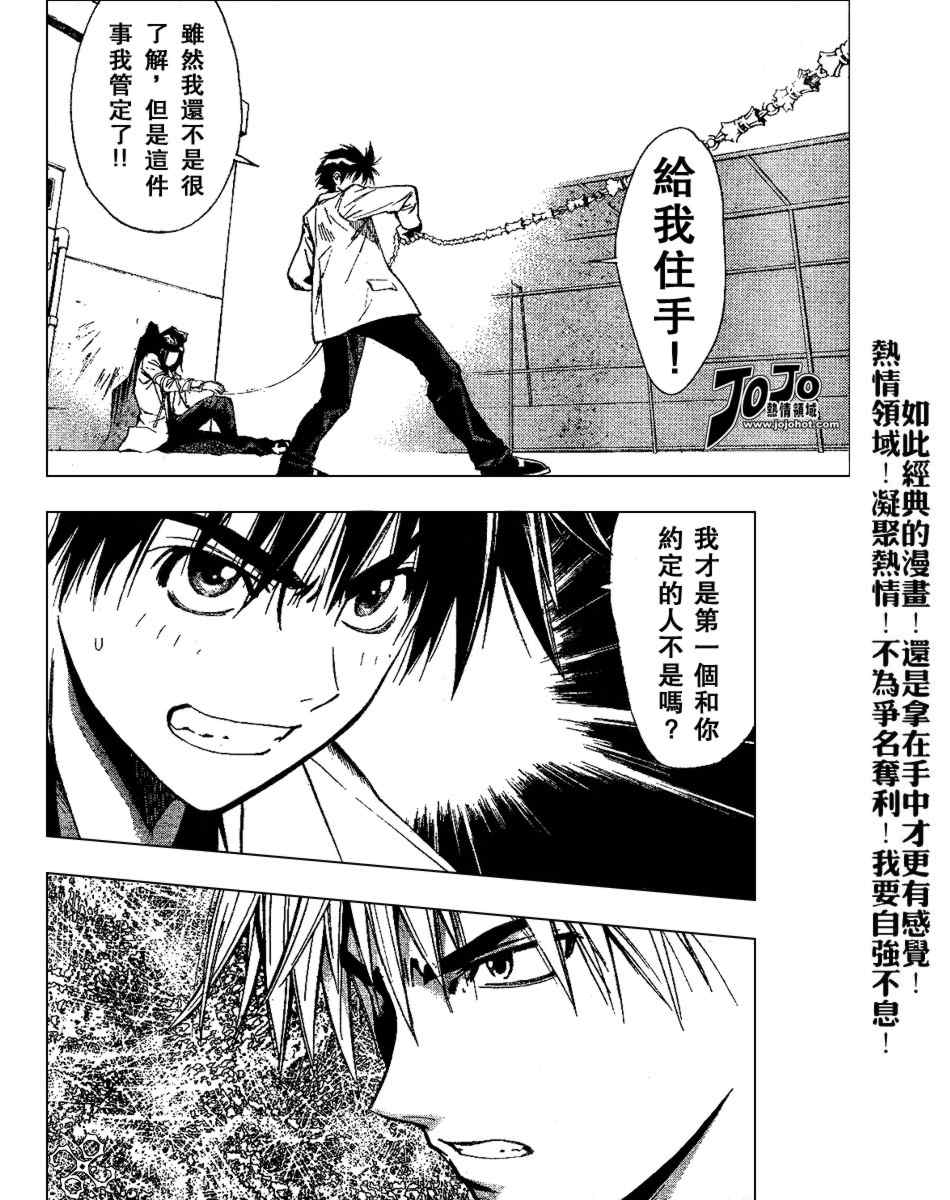 給我住手！
雖然我還不是很
了解，但是這件
事我管定了!!
JOJO
熱情領域
www.jojohot.com
我才是第一個和你
約定的人不是嗎？
如此經典的漫畫！還是拿在手中才更有感覺！
熱情領域！凝聚熱情！不為爭名奪利！我要自強不息！